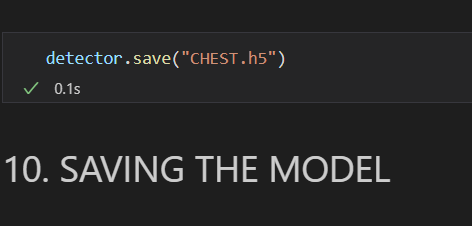 detector.save("CHEST.h5")
0.1s
10. SAVING THE MODEL